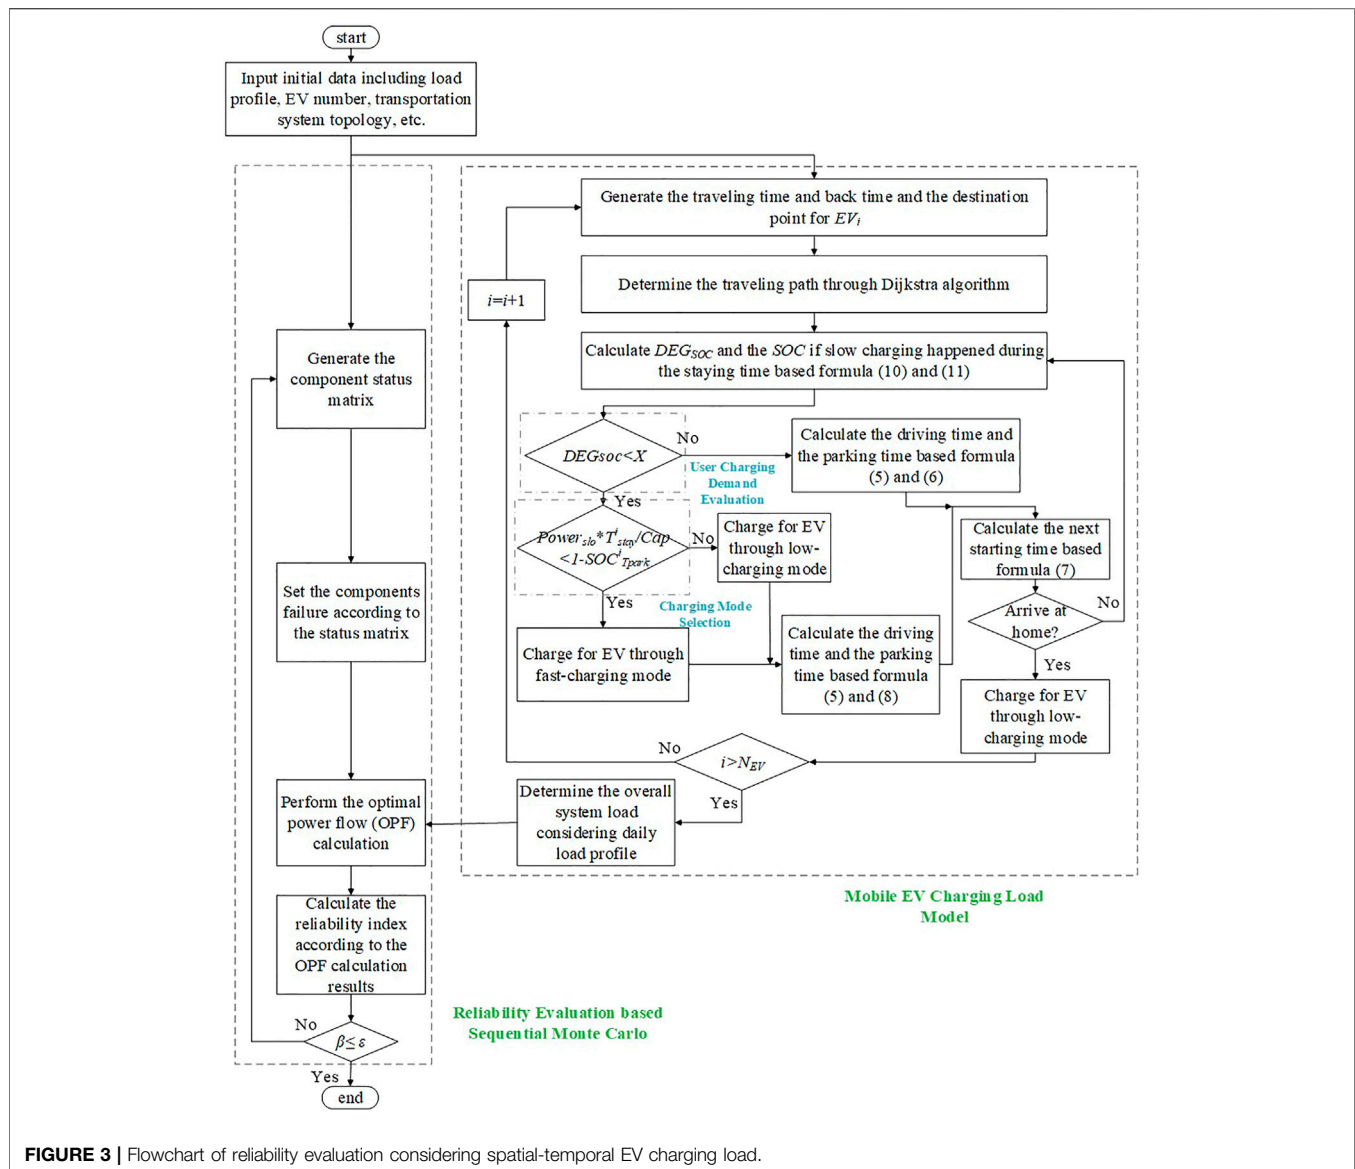 start
Input initial data including load
profile, EV number, transportation
system topology, etc.
Generate the traveling time and back time and the destination
point for EVi
Determine the traveling path through Dijkstra algorithm
i=i+1
Calculate DEGSOC and the SOC if slow charging happened during
the staying time based formula (10) and (11)
Generate the
component status
matrix
DEGsoc<X
No
Yes
User Charging
Demand
Evaluation
Calculate the driving time and
the parking time based formula
(5) and (6)
Powerslo*Tistay/Cap
<1-SOCiTpark
No
Yes
Charge for EV
through low-
charging mode
Calculate the next
starting time based
formula (7)
Set the components
failure according to
the status matrix
Charging Mode
Selection
Charge for EV through
fast-charging mode
Calculate the driving
time and the parking
time based formula
(5) and (8)
Arrive at
home?
No
Yes
Charge for EV
through low-
charging mode
i>NEV
No
Yes
Determine the overall
system load
considering daily
load profile
Perform the optimal
power flow (OPF)
calculation
Mobile EV Charging Load
Model
Calculate the
reliability index
according to the
OPF calculation
results
Reliability Evaluation based
Sequential Monte Carlo
No
β≤ε
Yes
end
FIGURE 3 | Flowchart of reliability evaluation considering spatial-temporal EV charging load.